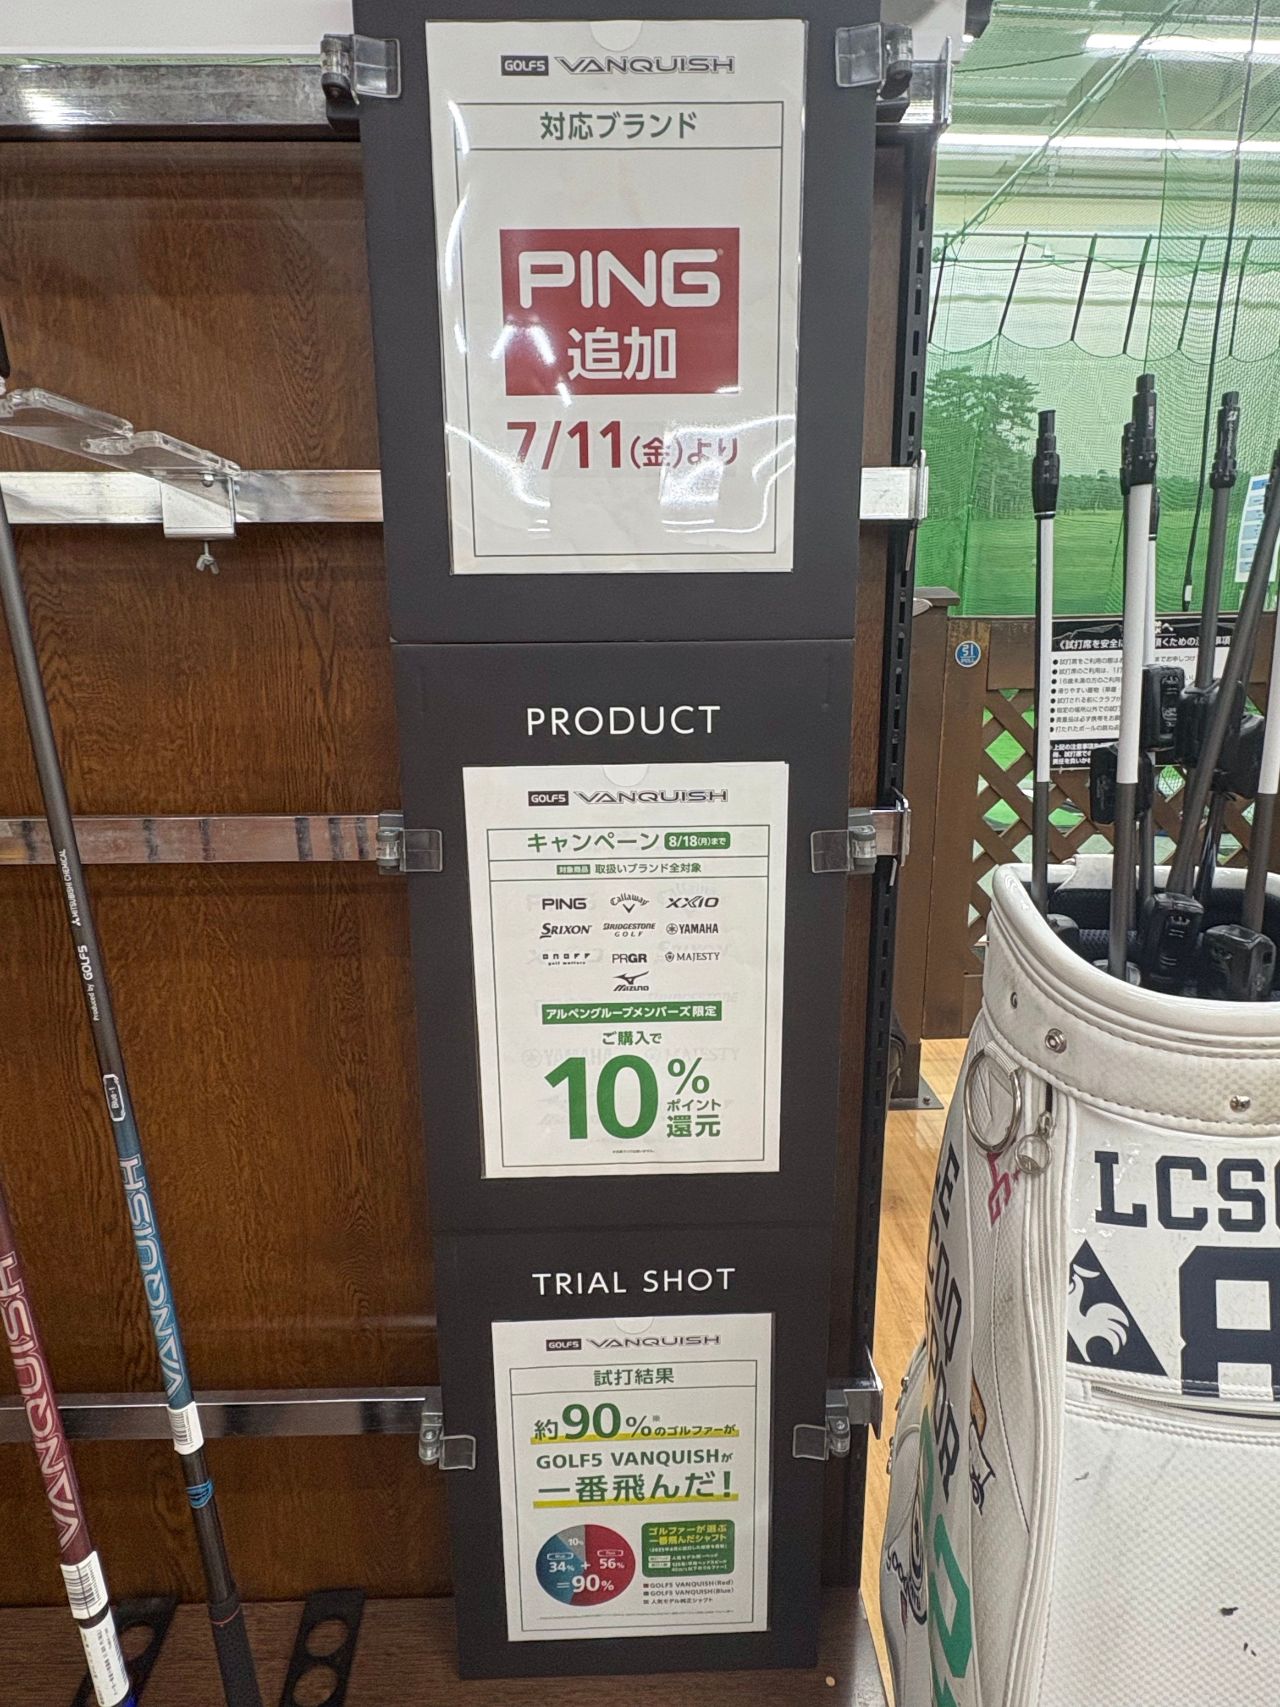 GOLF5 VANQUISH
対応ブランド
PING
追加
7/11(金)より
PRODUCT
GOLF5 VANQUISH
キャンペーン 8/18(月)まで
対象商品 取扱いブランド全対象
PING Callaway XXIO
SRIXON BRIDGESTONE GOLF YAMAHA
ONOFF PRGR MAJESTY
MIZUNO
アルペングループメンバーズ限定
ご購入で
10%
ポイント
還元
TRIAL SHOT
GOLF5 VANQUISH
試打結果
約90%※のゴルファーが
GOLF5 VANQUISHが
一番飛んだ!
10%
34% + 56%
=90%
ゴルファーが選ぶ
一番飛んだシャフト
GOLF5 VANQUISH(Red)
GOLF5 VANQUISH(Blue)
人気モデル純正シャフト
MITSUBISHI CHEMICAL
Produced by GOLF5
Blue-1
VANQUISH
VANQUISH
引
LCS